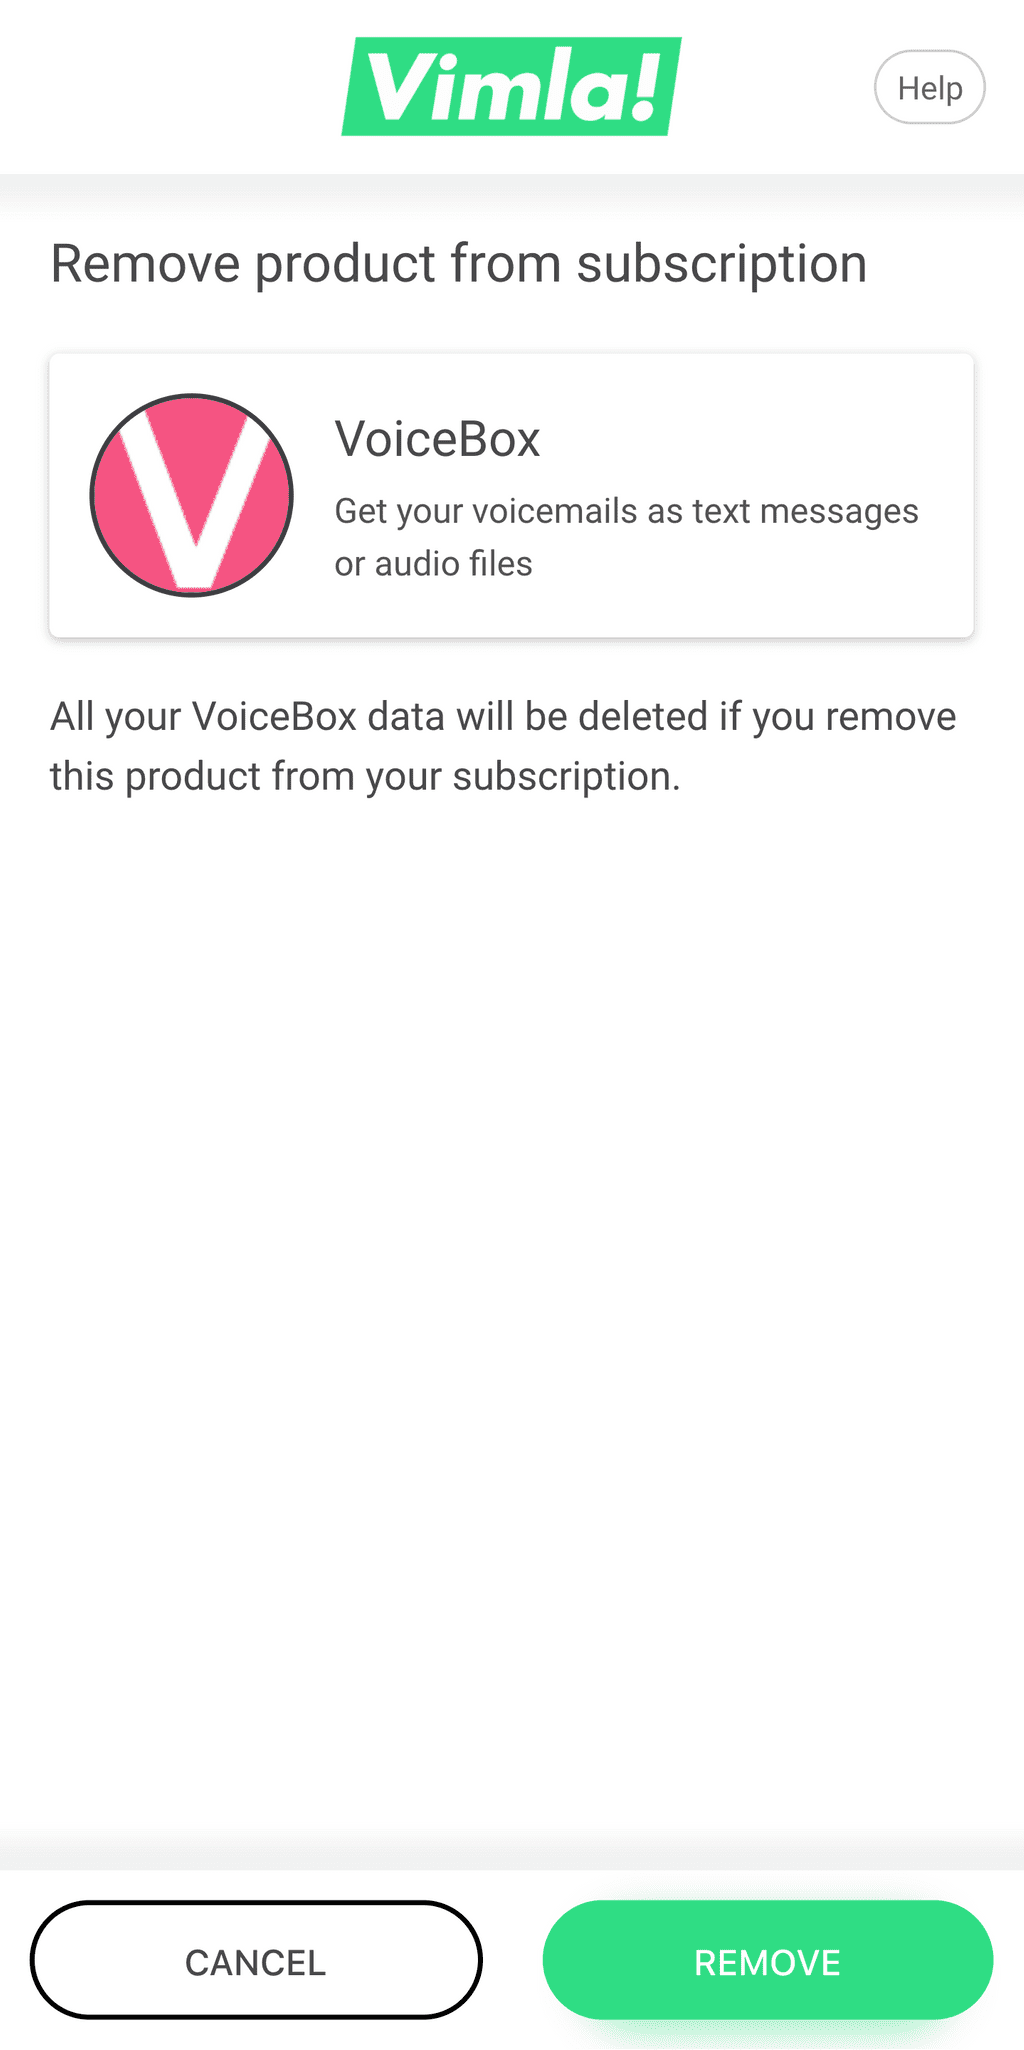 Vimla!
Help
Remove product from subscription
V
VoiceBox
Get your voicemails as text messages
or audio files
All your VoiceBox data will be deleted if you remove
this product from your subscription.
CANCEL
REMOVE